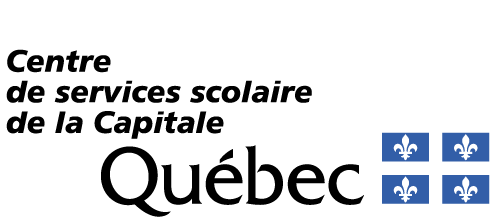 Centre
de services scolaire
de la Capitale
Québec